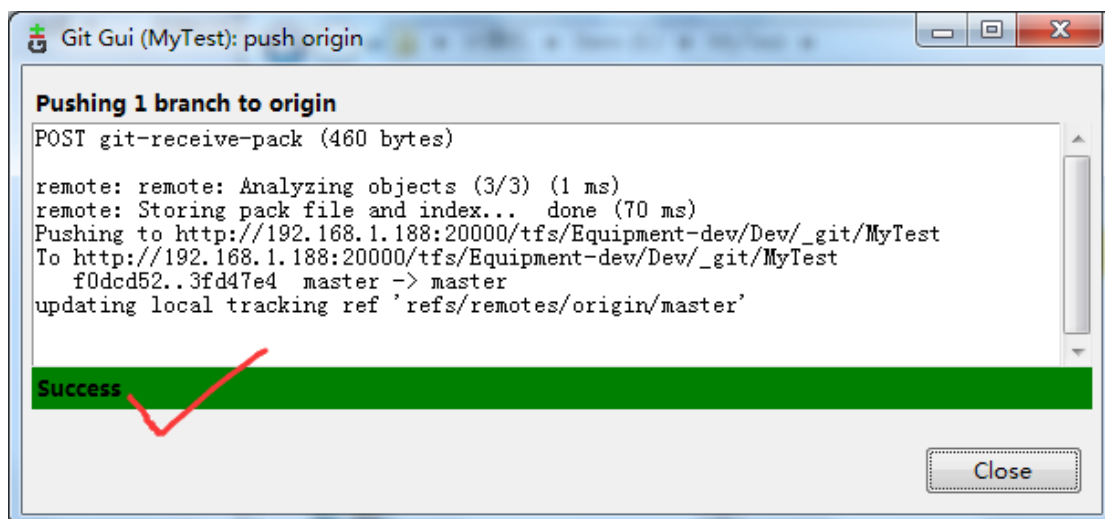 Git Gui (MyTest): push origin
Pushing 1 branch to origin
POST git-receive-pack (460 bytes)
remote: remote: Analyzing objects (3/3) (1 ms)
remote: Storing pack file and index...  done (70 ms)
Pushing to http://192.168.1.188:20000/tfs/Equipment-dev/Dev/_git/MyTest
To http://192.168.1.188:20000/tfs/Equipment-dev/Dev/_git/MyTest
f0dcd52..3fd47e4  master -> master
updating local tracking ref 'refs/remotes/origin/master'
Success
Close